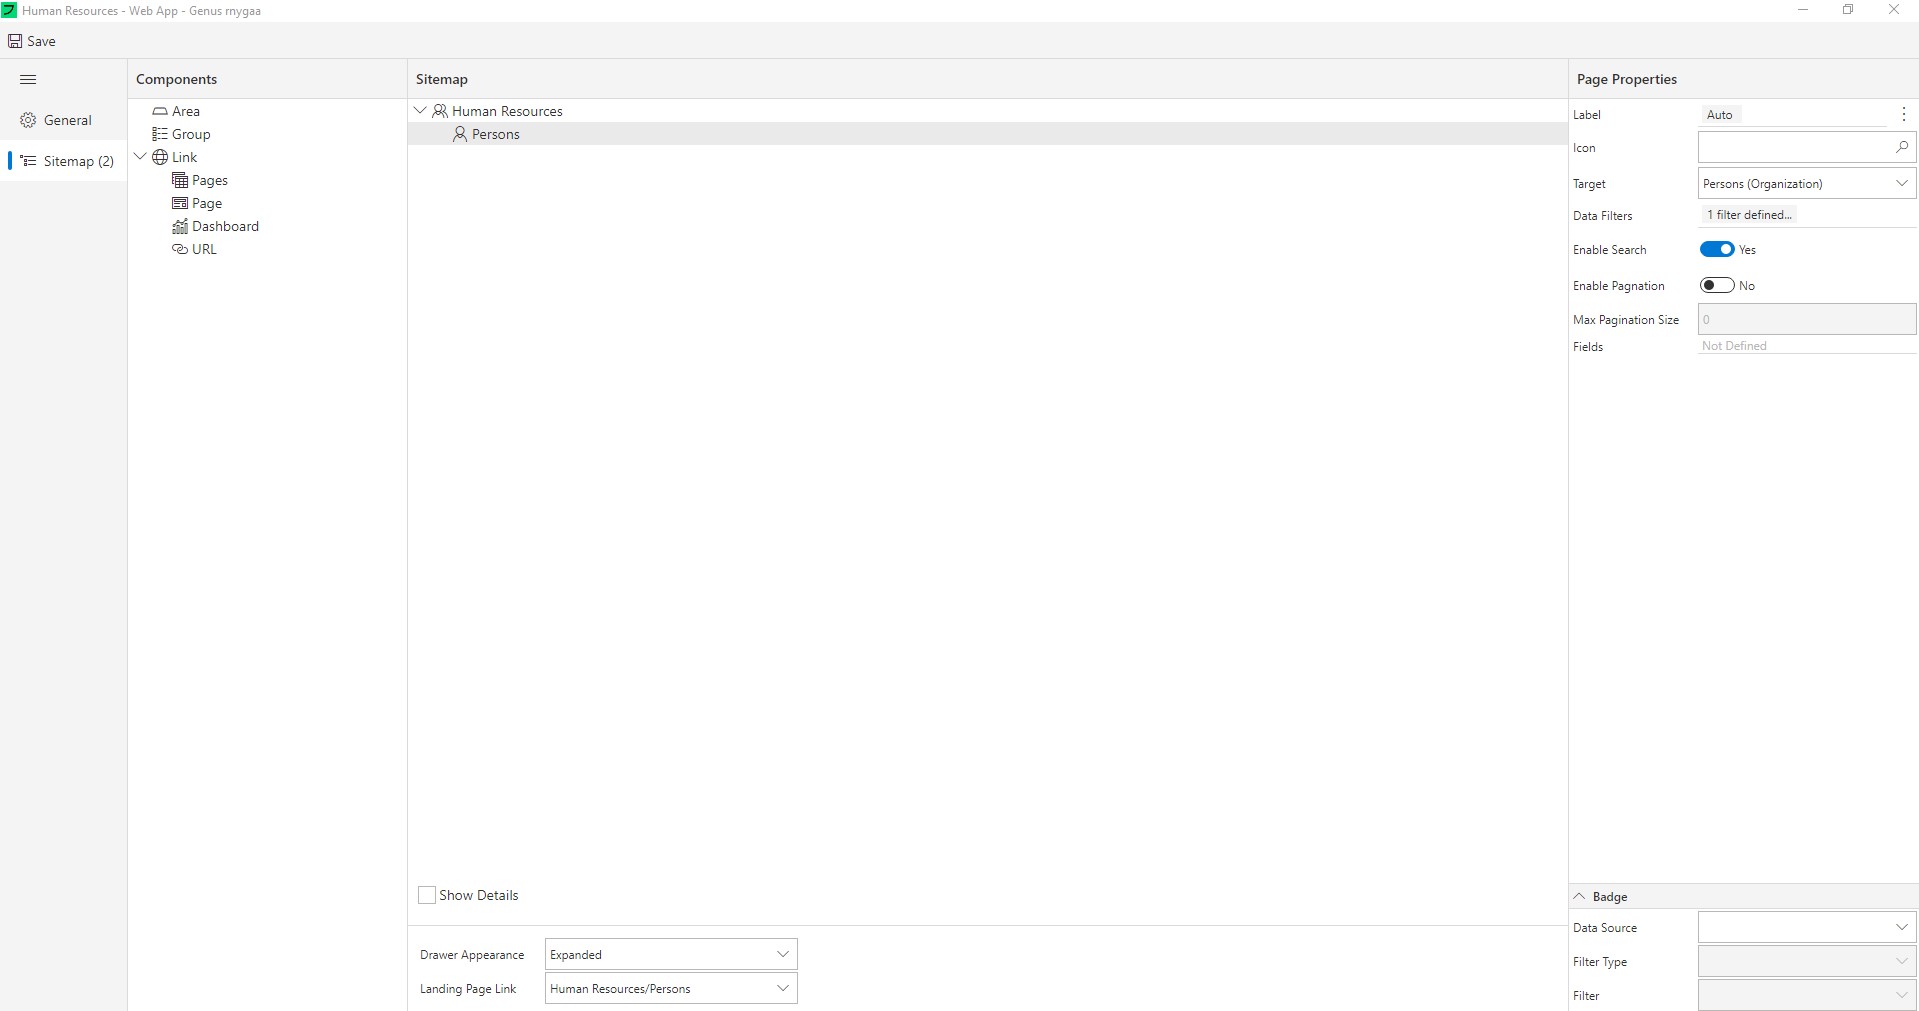 Human Resources - Web App - Genus rnygaa
Save
General
Sitemap (2)
Components
Area
Group
Link
Pages
Page
Dashboard
URL
Sitemap
Human Resources
Persons
Show Details
Drawer Appearance Expanded
Landing Page Link Human Resources/Persons
Page Properties
Label Auto
Icon
Target Persons (Organization)
Data Filters 1 filter defined...
Enable Search Yes
Enable Pagnation No
Max Pagination Size 0
Fields Not Defined
Badge
Data Source
Filter Type
Filter